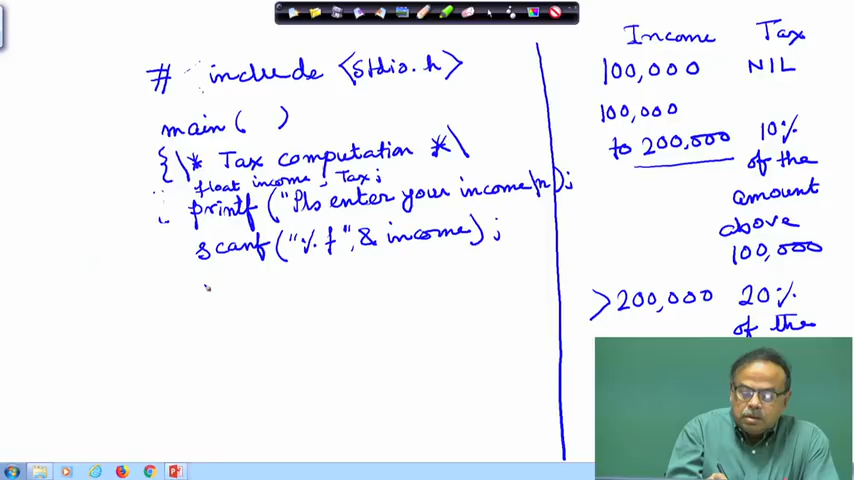 # include <stdio.h>
main( )
{\* Tax computation *\
float income, Tax;
printf ("Pls enter your income\n);
scanf ("%f",& income);
Income Tax
100,000 NIL
100,000
to 200,000 10%
of the
amount
above
100,000
>200,000 20%
of the